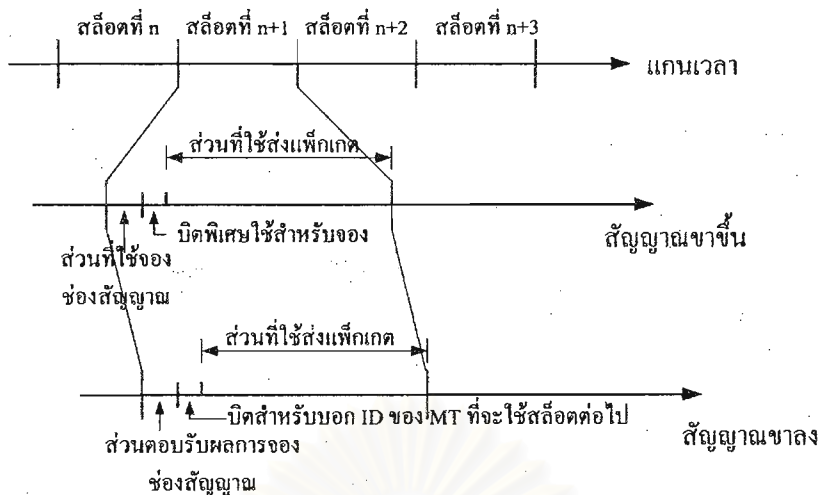 สล็อตที่ n สล็อตที่ n+1 สล็อตที่ n+2 สล็อตที่ n+3
แกนเวลา
ส่วนที่ใช้ส่งแพ็กเกต
บิตพิเศษใช้สำหรับจอง
สัญญาณขาขึ้น
ส่วนที่ใช้จอง
ช่องสัญญาณ
ส่วนที่ใช้ส่งแพ็กเกต
บิตสำหรับบอก ID ของ MT ที่จะใช้สล็อตต่อไป
สัญญาณขาลง
ส่วนตอบรับผลการจอง
ช่องสัญญาณ